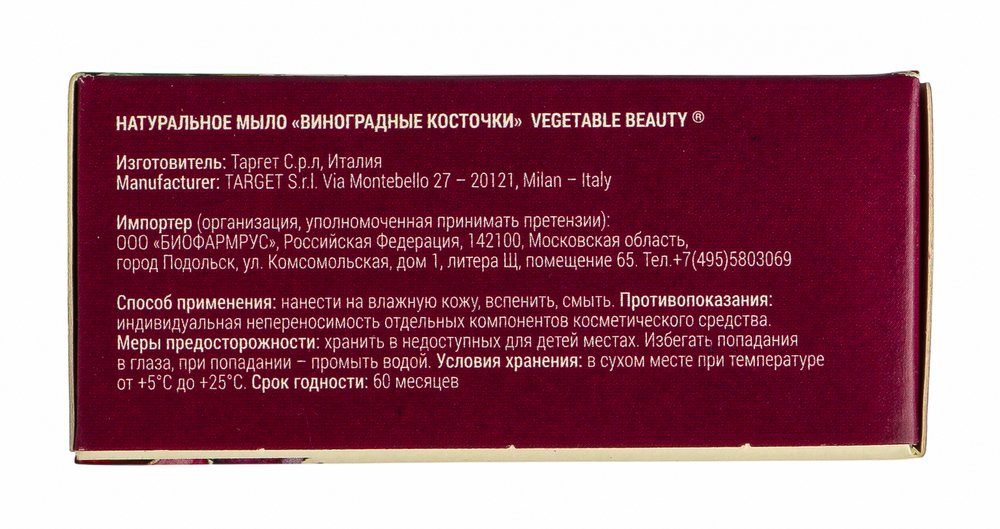 НАТУРАЛЬНОЕ МЫЛО «ВИНОГРАДНЫЕ КОСТОЧКИ» VEGETABLE BEAUTY ®
Изготовитель: Таргет С.р.л, Италия
Manufacturer: TARGET S.r.l. Via Montebello 27 – 20121, Milan – Italy
Импортер (организация, уполномоченная принимать претензии):
ООО «БИОФАРМРУС», Российская Федерация, 142100, Московская область,
город Подольск, ул. Комсомольская, дом 1, литера Щ, помещение 65. Тел.+7(495)5803069
Способ применения: нанести на влажную кожу, вспенить, смыть. Противопоказания:
индивидуальная непереносимость отдельных компонентов косметического средства.
Меры предосторожности: хранить в недоступных для детей местах. Избегать попадания
в глаза, при попадании – промыть водой. Условия хранения: в сухом месте при температуре
от +5°С до +25°С. Срок годности: 60 месяцев